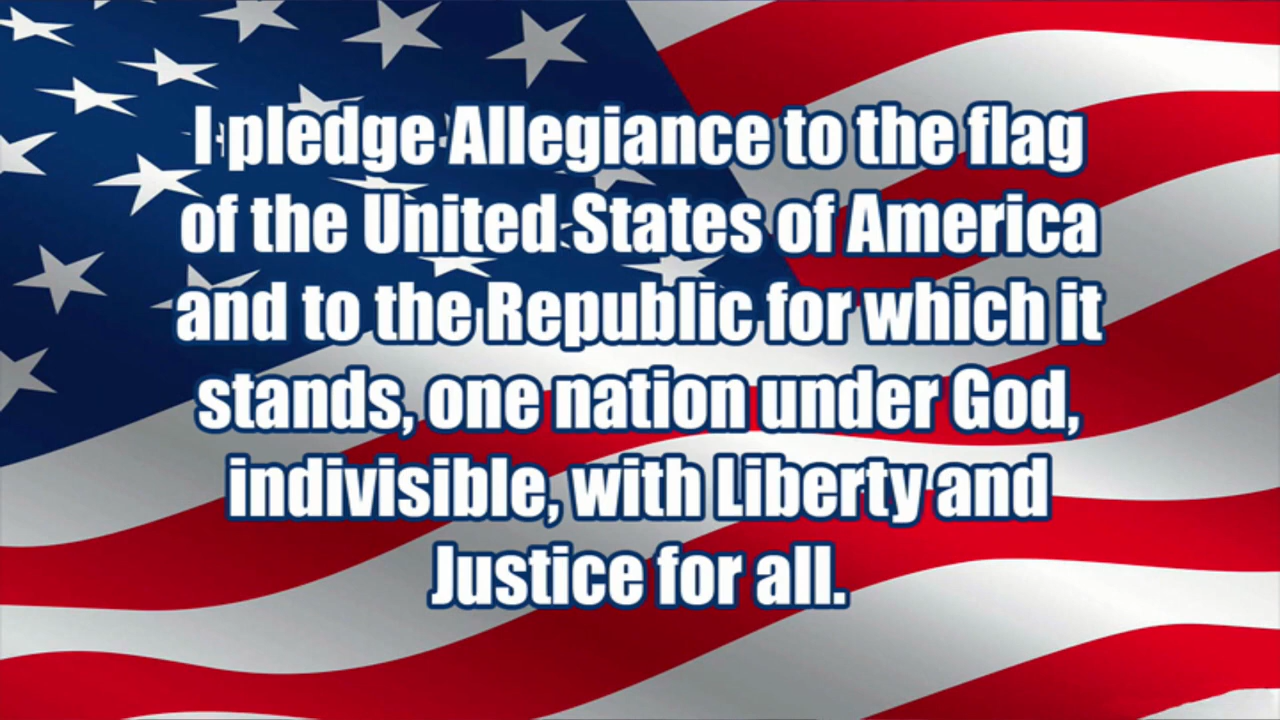 I pledge Allegiance to the flag
of the United States of America
and to the Republic for which it
stands, one nation under God,
indivisible, with Liberty and
Justice for all.